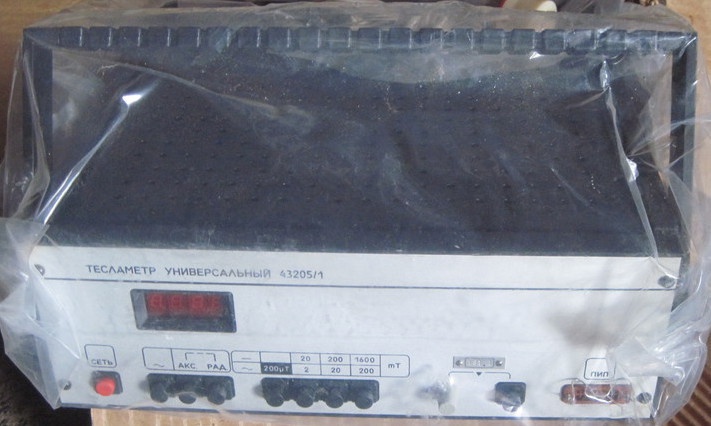 ТЕСЛАМЕТР УНИВЕРСАЛЬНЫЙ 43205/1
СЕТЬ
АКС. РАД.
20 200 1600 mT
200µT 2 20 200
ПИП